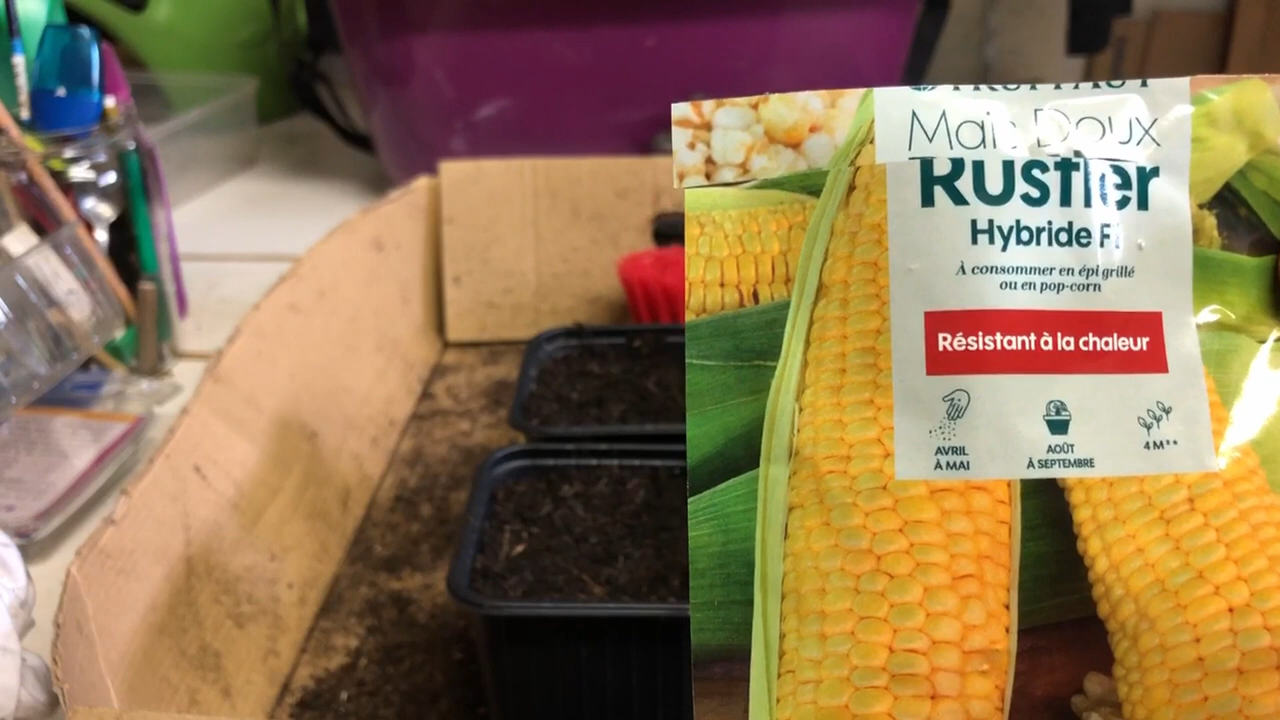 Maïs Doux
Rustler
Hybride F1
À consommer en épi grillé
ou en pop-corn
Résistant à la chaleur
AVRIL
À MAI
AOÛT
À SEPTEMBRE
4 M²*